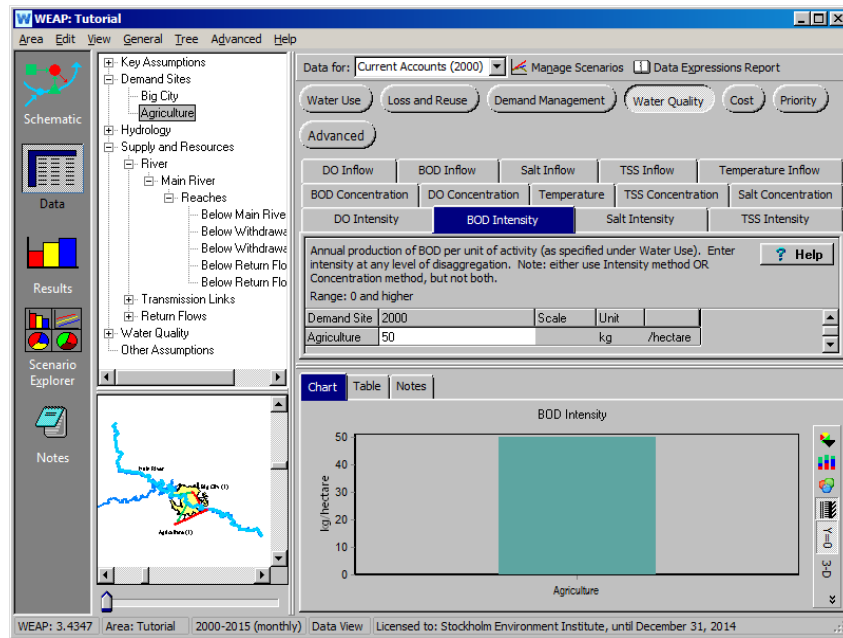 WEAP: Tutorial
Area Edit View General Tree Advanced Help
Schematic
Data
Results
Scenario
Explorer
Notes
Key Assumptions
Demand Sites
Big City
Agriculture
Hydrology
Supply and Resources
River
Main River
Reaches
Below Main Rive
Below Withdrawa
Below Withdrawa
Below Return Flo
Below Return Flo
Transmission Links
Return Flows
Water Quality
Other Assumptions
Main River
Big City (1)
Agriculture (1)
Data for: Current Accounts (2000) Manage Scenarios Data Expressions Report
Water Use Loss and Reuse Demand Management Water Quality Cost Priority
Advanced
DO Inflow BOD Inflow Salt Inflow TSS Inflow Temperature Inflow
BOD Concentration DO Concentration Temperature TSS Concentration Salt Concentration
DO Intensity BOD Intensity Salt Intensity TSS Intensity
Annual production of BOD per unit of activity (as specified under Water Use). Enter
intensity at any level of disaggregation. Note: either use Intensity method OR
Concentration method, but not both.
Range: 0 and higher
? Help
Demand Site 2000 Scale Unit
Agriculture 50 kg /hectare
Chart Table Notes
BOD Intensity
kg/hectare
50
40
30
20
10
0
Agriculture
Y=0
3-D
WEAP: 3.4347 Area: Tutorial 2000-2015 (monthly) Data View Licensed to: Stockholm Environment Institute, until December 31, 2014